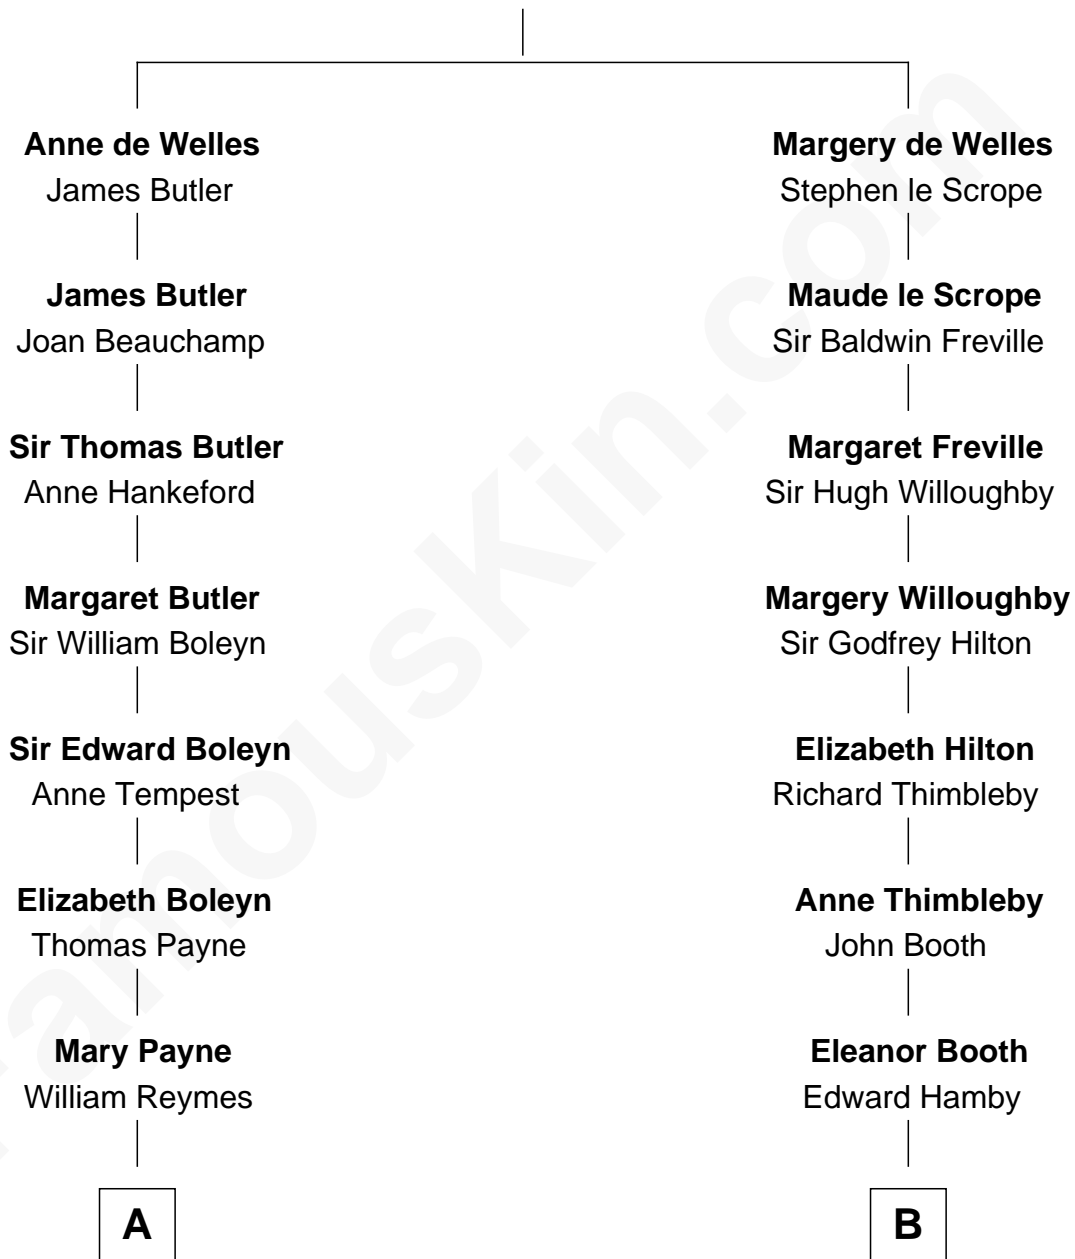 Anne de Welles
James Butler
James Butler
Joan Beauchamp
Sir Thomas Butler
Anne Hankeford
Margaret Butler
Sir William Boleyn
Sir Edward Boleyn
Anne Tempest
Elizabeth Boleyn
Thomas Payne
Mary Payne
William Reymes
A
Margery de Welles
Stephen le Scrope
Maude le Scrope
Sir Baldwin Freville
Margaret Freville
Sir Hugh Willoughby
Margery Willoughby
Sir Godfrey Hilton
Elizabeth Hilton
Richard Thimbleby
Anne Thimbleby
John Booth
Eleanor Booth
Edward Hamby
B
FamousKin.com